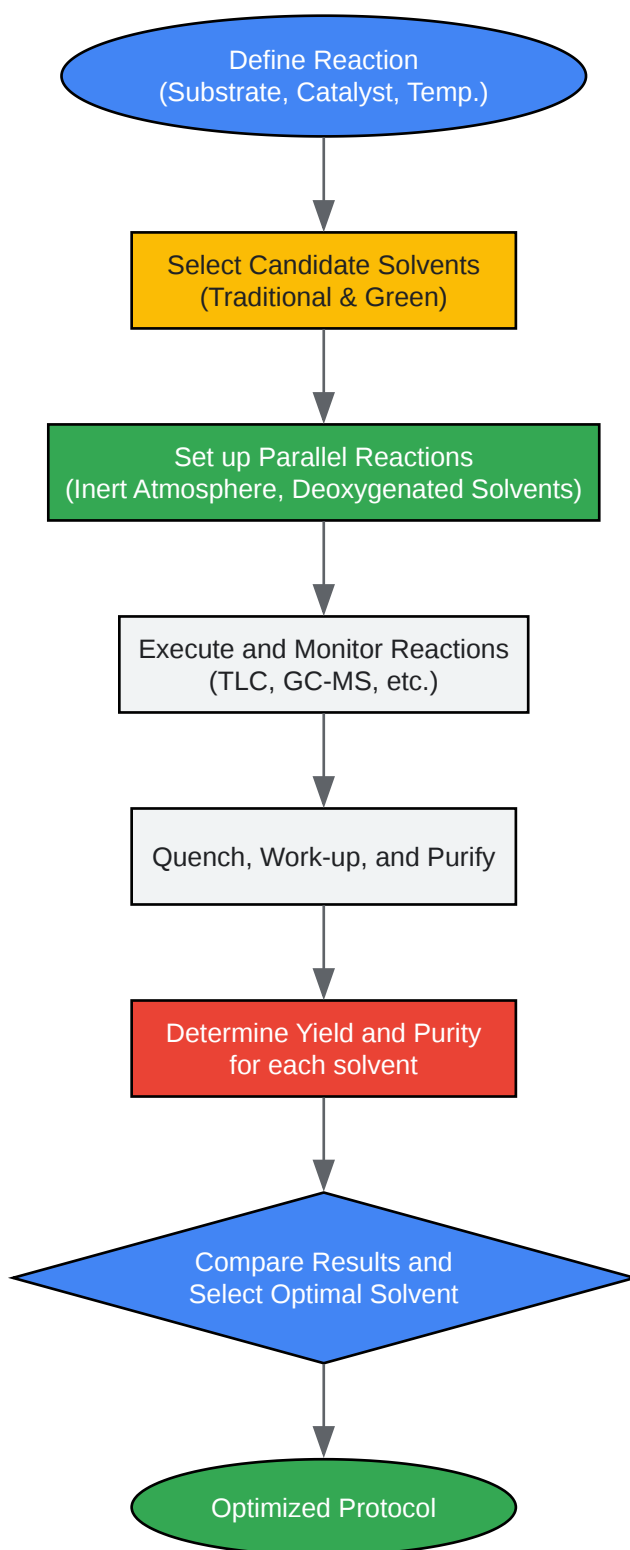 Define Reaction
(Substrate, Catalyst, Temp.)
Select Candidate Solvents
(Traditional & Green)
Set up Parallel Reactions
(Inert Atmosphere, Deoxygenated Solvents)
Execute and Monitor Reactions
(TLC, GC-MS, etc.)
Quench, Work-up, and Purify
Determine Yield and Purity
for each solvent
Compare Results and
Select Optimal Solvent
Optimized Protocol